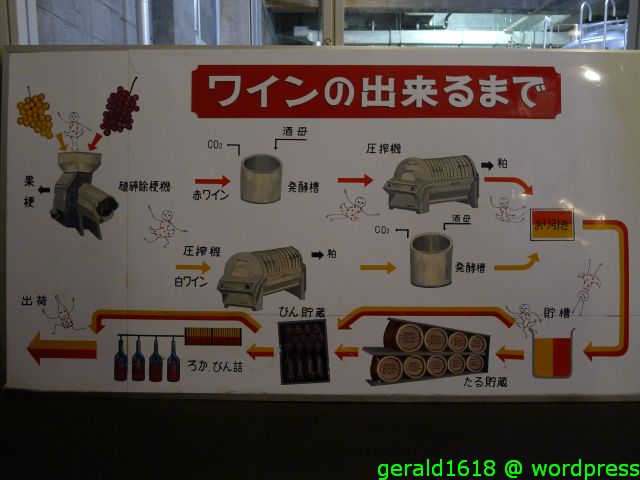 ワインの出来るまで
CO₂
酒母
圧搾機
粕
果梗
破砕除梗機
赤ワイン
発酵槽
おり引き
圧搾機
粕
CO₂
酒母
白ワイン
発酵槽
出荷
びん貯蔵
貯槽
ろか.びん詰
たる貯蔵
gerald1618 @ wordpress